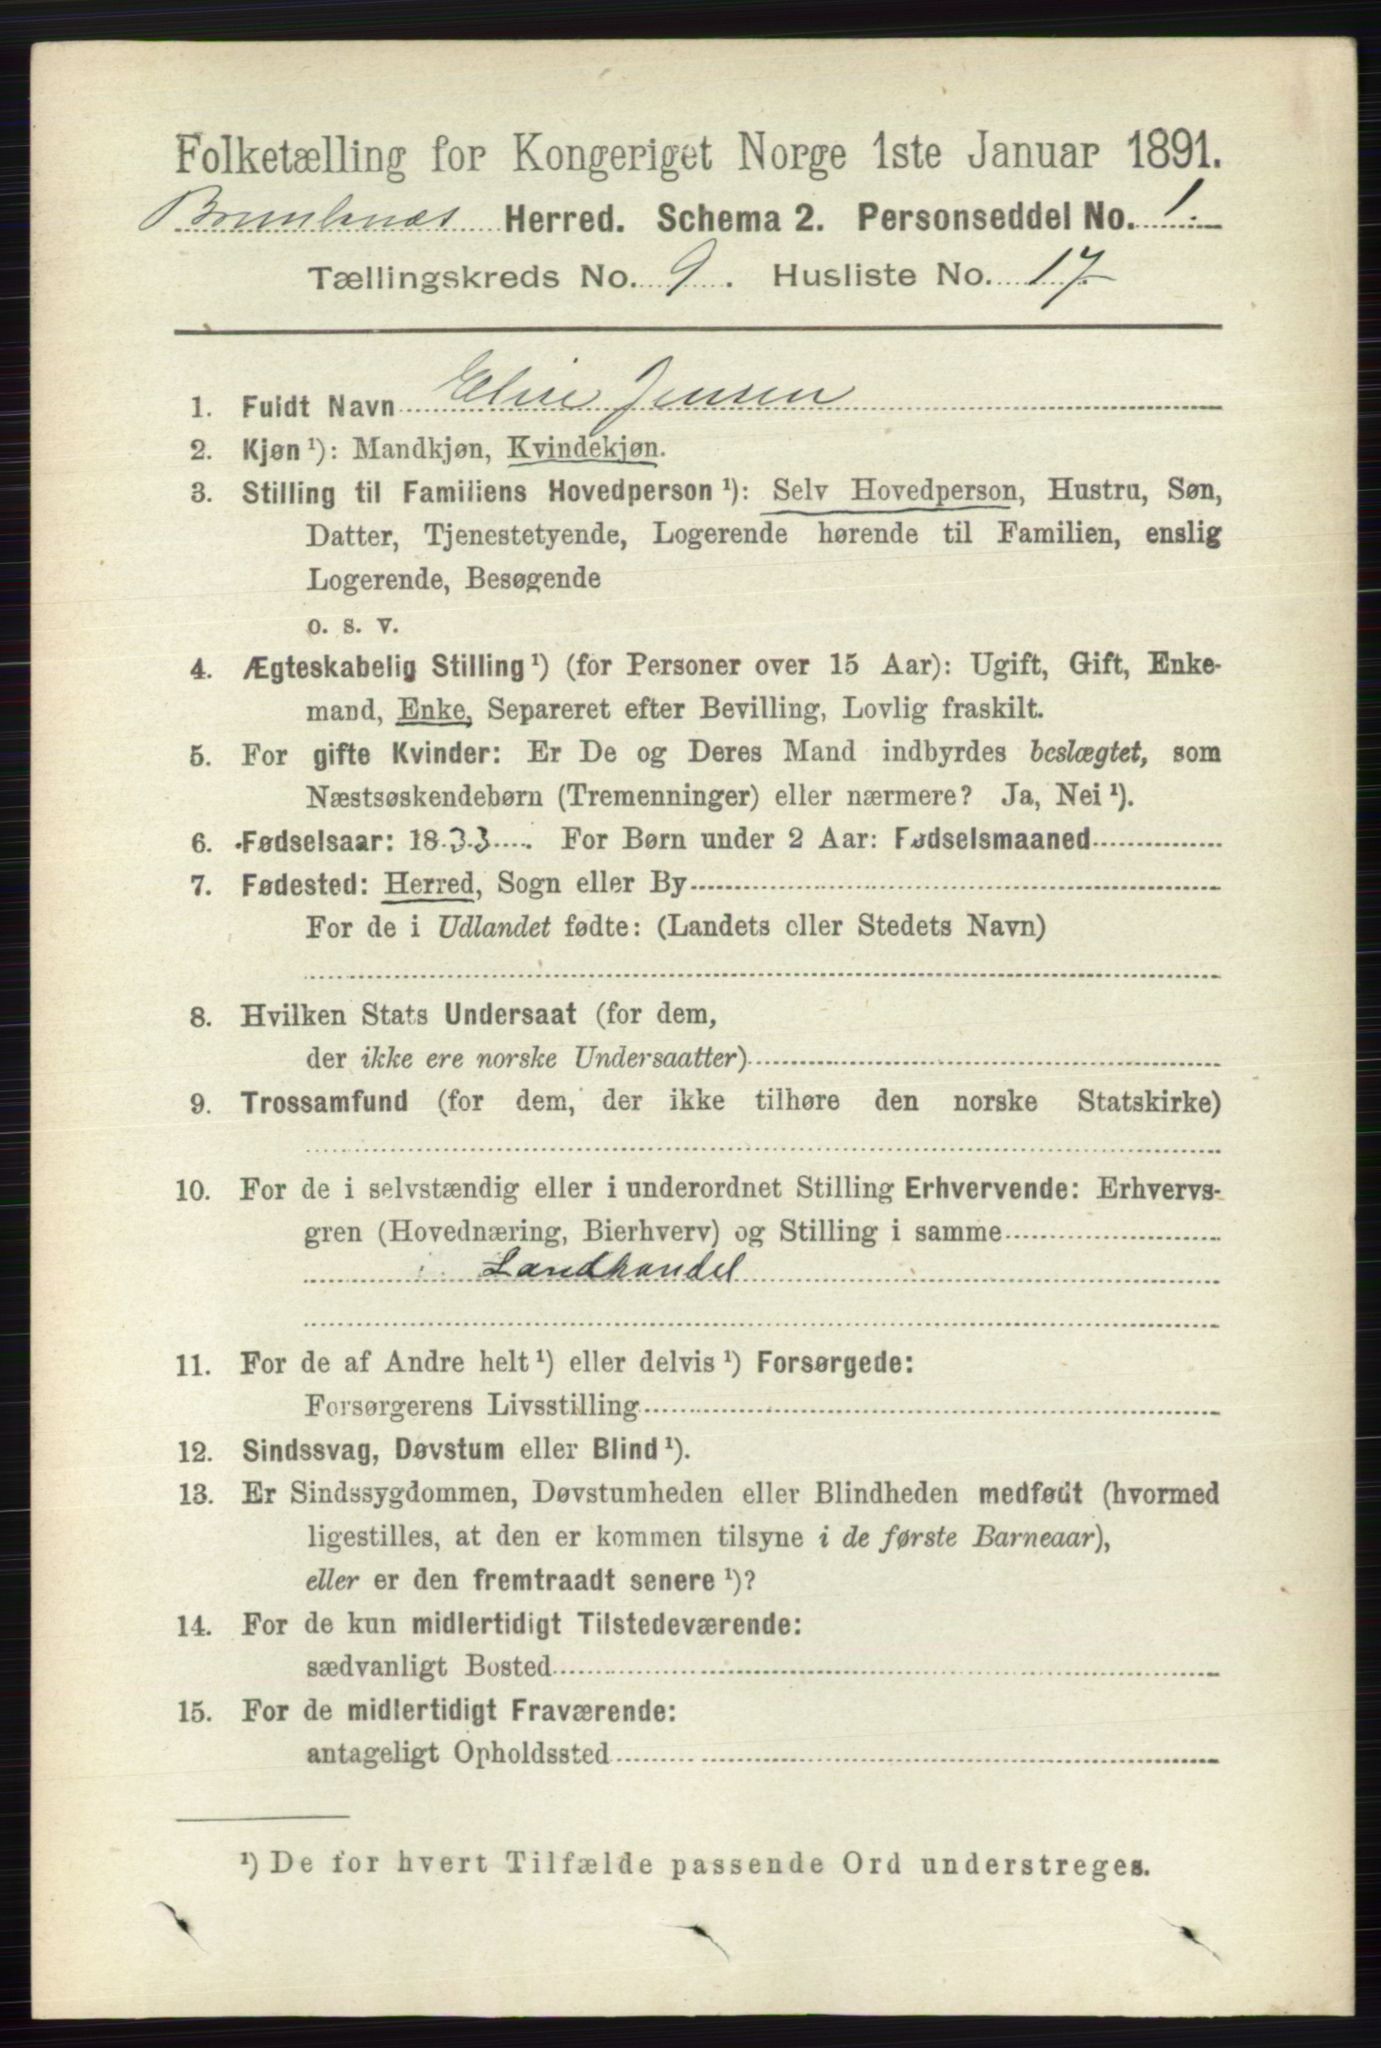 Folketælling for Kongeriget Norge 1ste Januar 1891.
Brunlanæs Herred. Schema 2. Personseddel No. 1.
Tællingskreds No. 9. Husliste No. 17.
1. Fuldt Navn Elise Jensen
2. Kjøn ¹): Mandkjøn, Kvindekjøn.
3. Stilling til Familiens Hovedperson ¹): Selv Hovedperson, Hustru, Søn,
Datter, Tjenestetyende, Logerende hørende til Familien, enslig
Logerende, Besøgende
o. s. v.
4. Ægteskabelig Stilling ¹) (for Personer over 15 Aar): Ugift, Gift, Enke-
mand, Enke, Separeret efter Bevilling, Lovlig fraskilt.
5. For gifte Kvinder: Er De og Deres Mand indbyrdes beslægtet, som
Næstsøskendebørn (Tremenninger) eller nærmere? Ja, Nei ¹).
6. Fødselsaar: 1833. For Børn under 2 Aar: Fødselsmaaned
7. Fødested: Herred, Sogn eller By
For de i Udlandet fødte: (Landets eller Stedets Navn)
8. Hvilken Stats Undersaat (for dem,
der ikke ere norske Undersaatter)
9. Trossamfund (for dem, der ikke tilhøre den norske Statskirke)
10. For de i selvstændig eller i underordnet Stilling Erhvervende: Erhvervs-
gren (Hovednæring, Bierhverv) og Stilling i samme
Landhandel
11. For de af Andre helt ¹) eller delvis ¹) Forsørgede:
Forsørgerens Livsstilling
12. Sindssvag, Døvstum eller Blind ¹).
13. Er Sindssygdommen, Døvstumheden eller Blindheden medfødt (hvormed
ligestilles, at den er kommen tilsyne i de første Barneaar),
eller er den fremtraadt senere ¹)?
14. For de kun midlertidigt Tilstedeværende:
sædvanligt Bosted
15. For de midlertidigt Fraværende:
antageligt Opholdssted
¹) De for hvert Tilfælde passende Ord understreges.